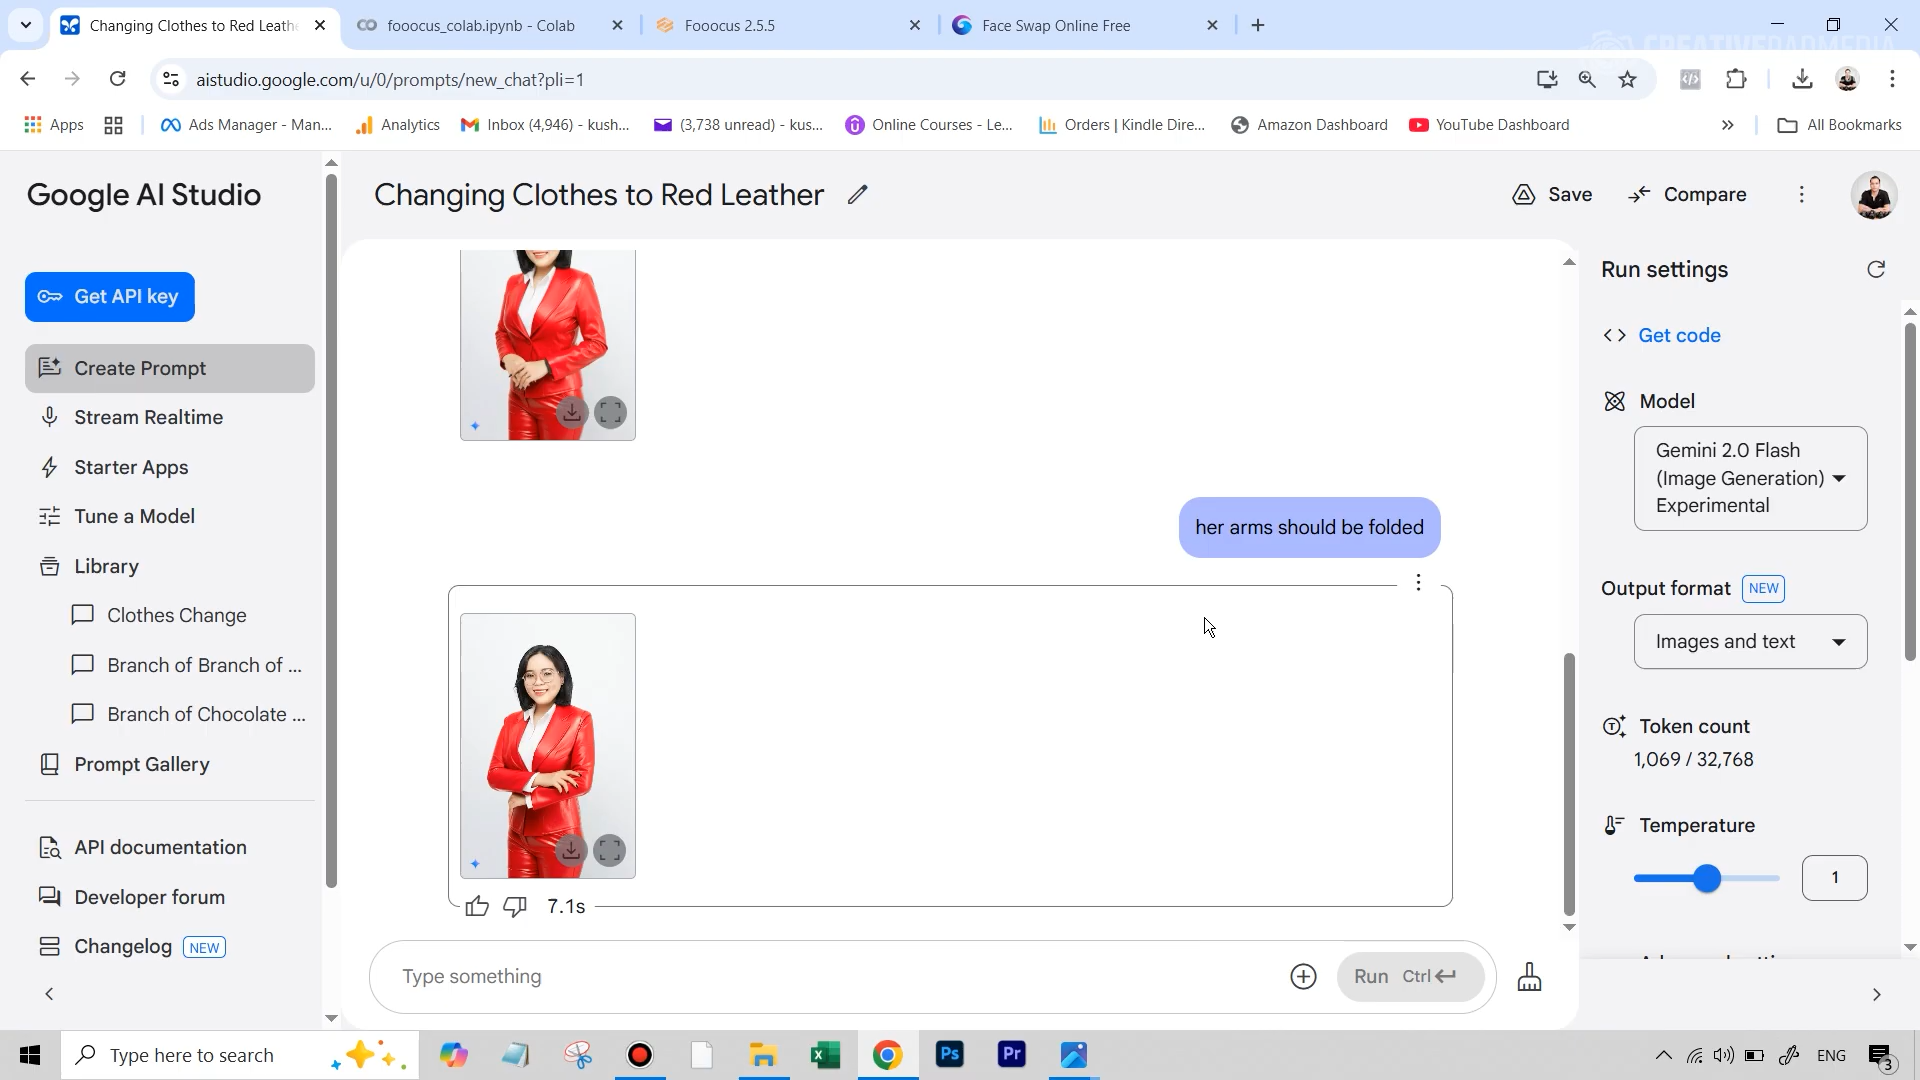 Changing Clothes to Red Leathe
fooocus_colab.ipynb - Colab
Fooocus 2.5.5
Face Swap Online Free
CREATIVEDADMEDIA
aistudio.google.com/u/0/prompts/new_chat?pli=1
Apps
Ads Manager - Man...
Analytics
Inbox (4,946) - kush...
(3,738 unread) - kus...
Online Courses - Le...
Orders | Kindle Dire...
Amazon Dashboard
YouTube Dashboard
All Bookmarks
Google AI Studio
Get API key
Create Prompt
Stream Realtime
Starter Apps
Tune a Model
Library
Clothes Change
Branch of Branch of ...
Branch of Chocolate ...
Prompt Gallery
API documentation
Developer forum
Changelog NEW
Changing Clothes to Red Leather
Save
Compare
her arms should be folded
7.1s
Type something
Run Ctrl
Run settings
Get code
Model
Gemini 2.0 Flash
(Image Generation)
Experimental
Output format NEW
Images and text
Token count
1,069 / 32,768
Temperature
1
Type here to search
Ps
Pr
ENG
3